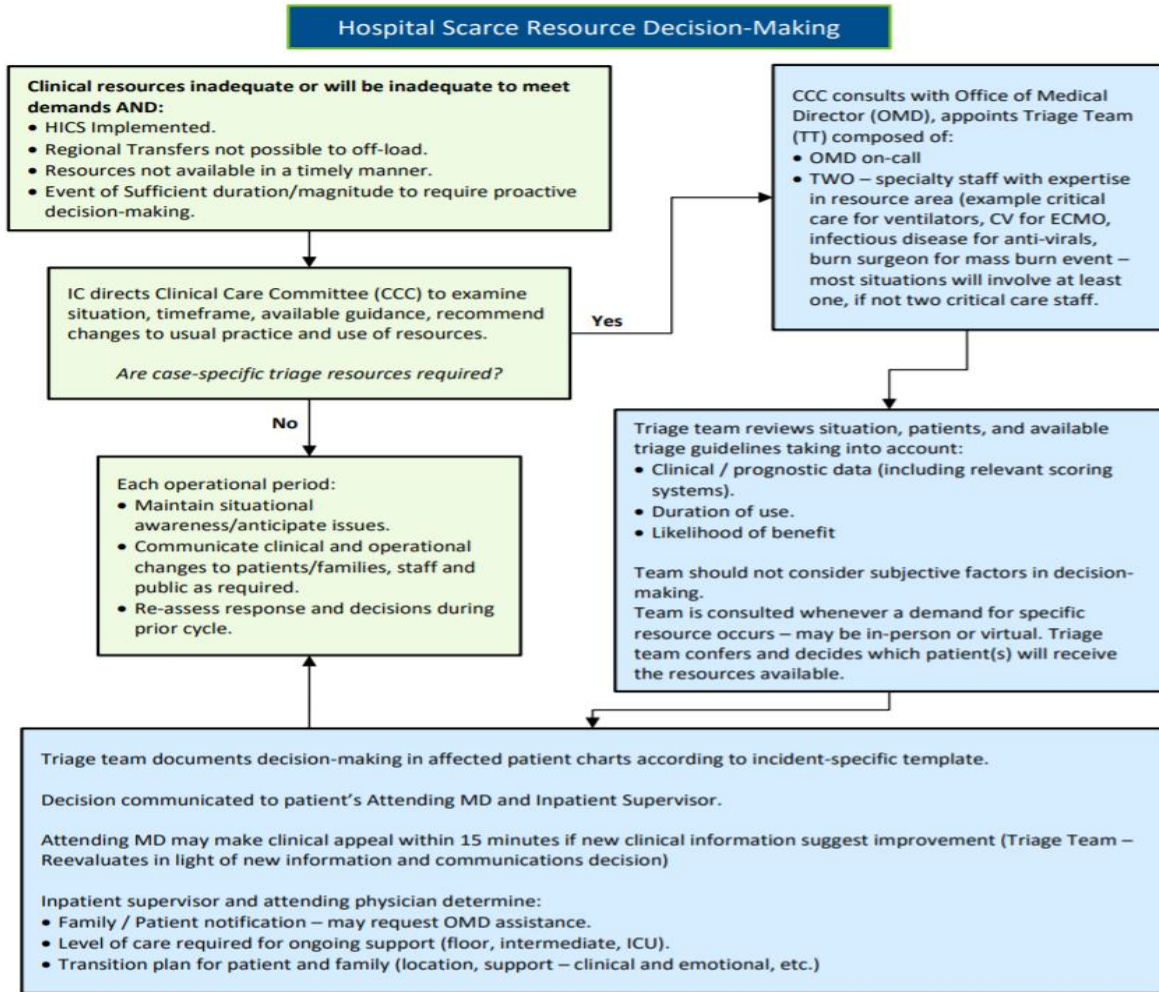 Hospital Scarce Resource Decision-Making
Clinical resources inadequate or will be inadequate to meet
demands AND:
• HICS Implemented.
• Regional Transfers not possible to off-load.
• Resources not available in a timely manner.
• Event of Sufficient duration/magnitude to require proactive
decision-making.
IC directs Clinical Care Committee (CCC) to examine
situation, timeframe, available guidance, recommend
changes to usual practice and use of resources.
Are case-specific triage resources required?
Yes
No
Each operational period:
• Maintain situational
awareness/anticipate issues.
• Communicate clinical and operational
changes to patients/families, staff and
public as required.
• Re-assess response and decisions during
prior cycle.
CCC consults with Office of Medical
Director (OMD), appoints Triage Team
(TT) composed of:
• OMD on-call
• TWO – specialty staff with expertise
in resource area (example critical
care for ventilators, CV for ECMO,
infectious disease for anti-virals,
burn surgeon for mass burn event –
most situations will involve at least
one, if not two critical care staff.
Triage team reviews situation, patients, and available
triage guidelines taking into account:
• Clinical / prognostic data (including relevant scoring
systems).
• Duration of use.
• Likelihood of benefit
Team should not consider subjective factors in decision-
making.
Team is consulted whenever a demand for specific
resource occurs – may be in-person or virtual. Triage
team confers and decides which patient(s) will receive
the resources available.
Triage team documents decision-making in affected patient charts according to incident-specific template.
Decision communicated to patient’s Attending MD and Inpatient Supervisor.
Attending MD may make clinical appeal within 15 minutes if new clinical information suggest improvement (Triage Team –
Reevaluates in light of new information and communications decision)
Inpatient supervisor and attending physician determine:
• Family / Patient notification – may request OMD assistance.
• Level of care required for ongoing support (floor, intermediate, ICU).
• Transition plan for patient and family (location, support – clinical and emotional, etc.)